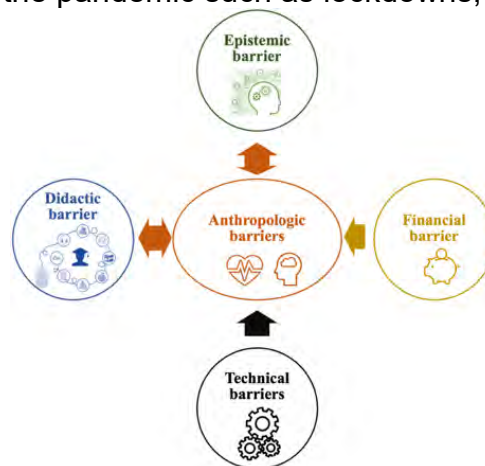 the pandemic such as lockdowns,
Epistemic
barrier
Didactic
barrier
Anthropologic
barriers
Financial
barrier
Technical
barriers